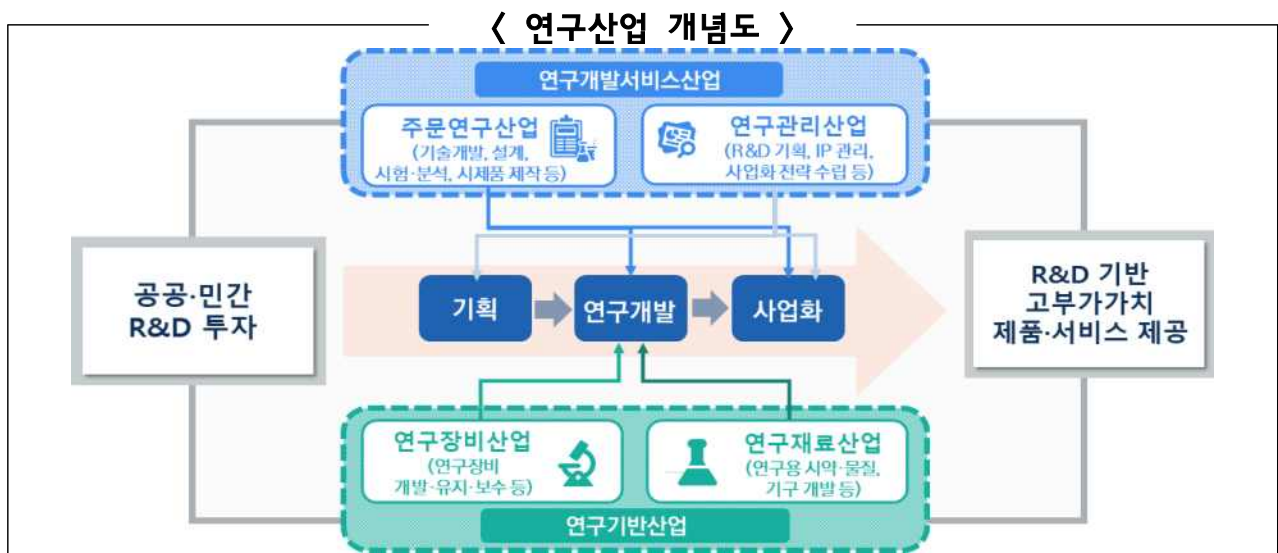 < 연구산업 개념도 >
연구개발서비스산업
주문연구산업
(기술개발, 설계,
시험·분석, 시제품 제작 등)
연구관리산업
(R&D 기획, IP 관리,
사업화 전략 수립 등)
공공·민간
R&D 투자
기획
연구개발
사업화
R&D 기반
고부가가치
제품·서비스 제공
연구장비산업
(연구장비
개발·유지·보수 등)
연구재료산업
(연구용 시약·물질,
기구 개발 등)
연구기반산업